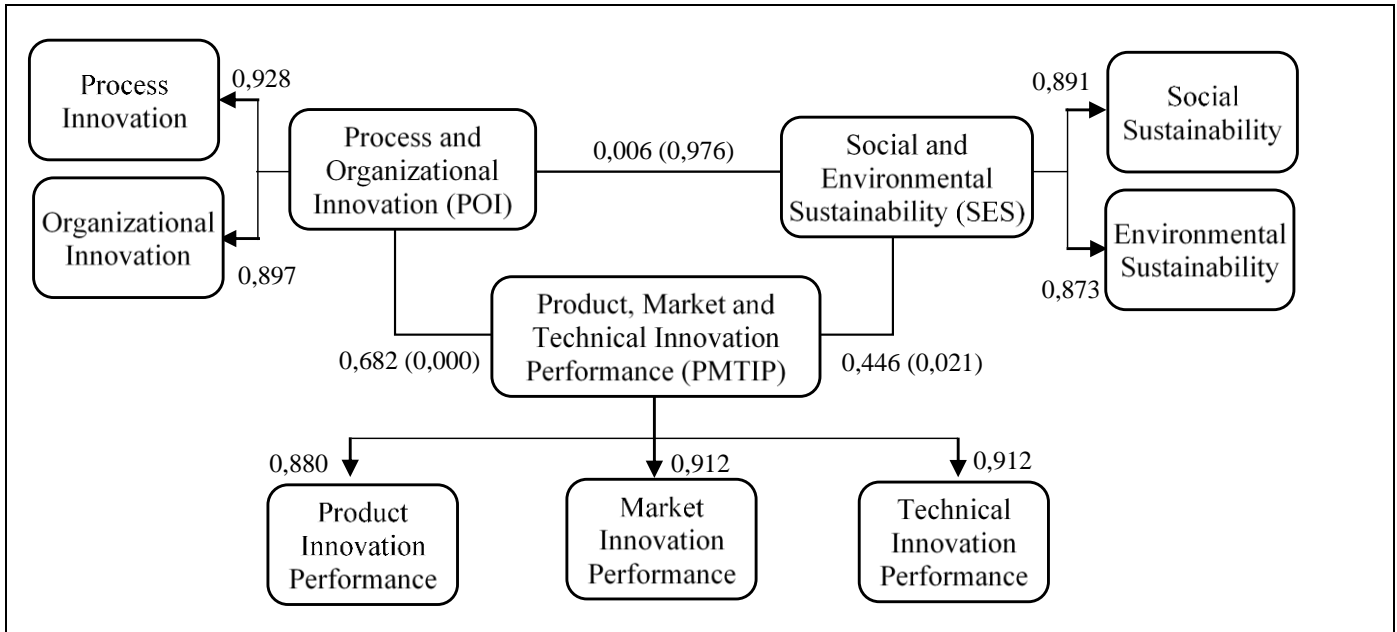 Process
Innovation
0,928
Organizational
Innovation
0,897
Process and
Organizational
Innovation (POI)
0,006 (0,976)
Social and
Environmental
Sustainability (SES)
0,891
Social
Sustainability
Environmental
Sustainability
0,873
Product, Market and
Technical Innovation
Performance (PMTIP)
0,682 (0,000)
0,446 (0,021)
0,880
0,912
0,912
Product
Innovation
Performance
Market
Innovation
Performance
Technical
Innovation
Performance